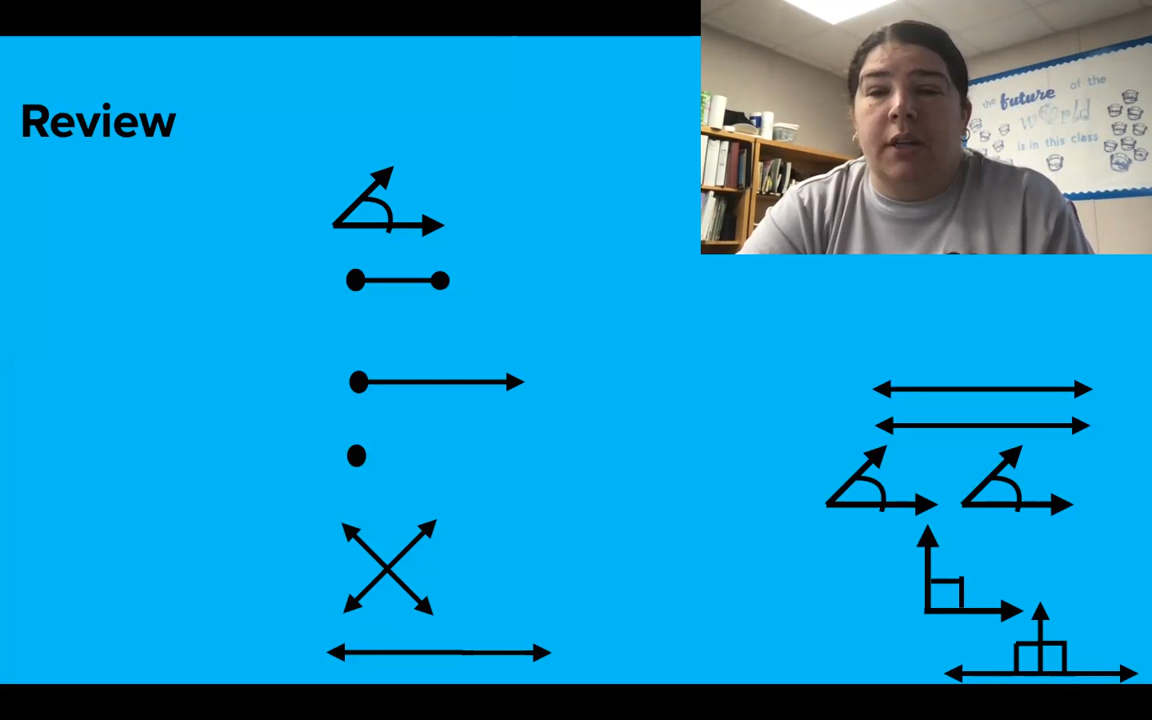 Review
the future of the
World
is in this class